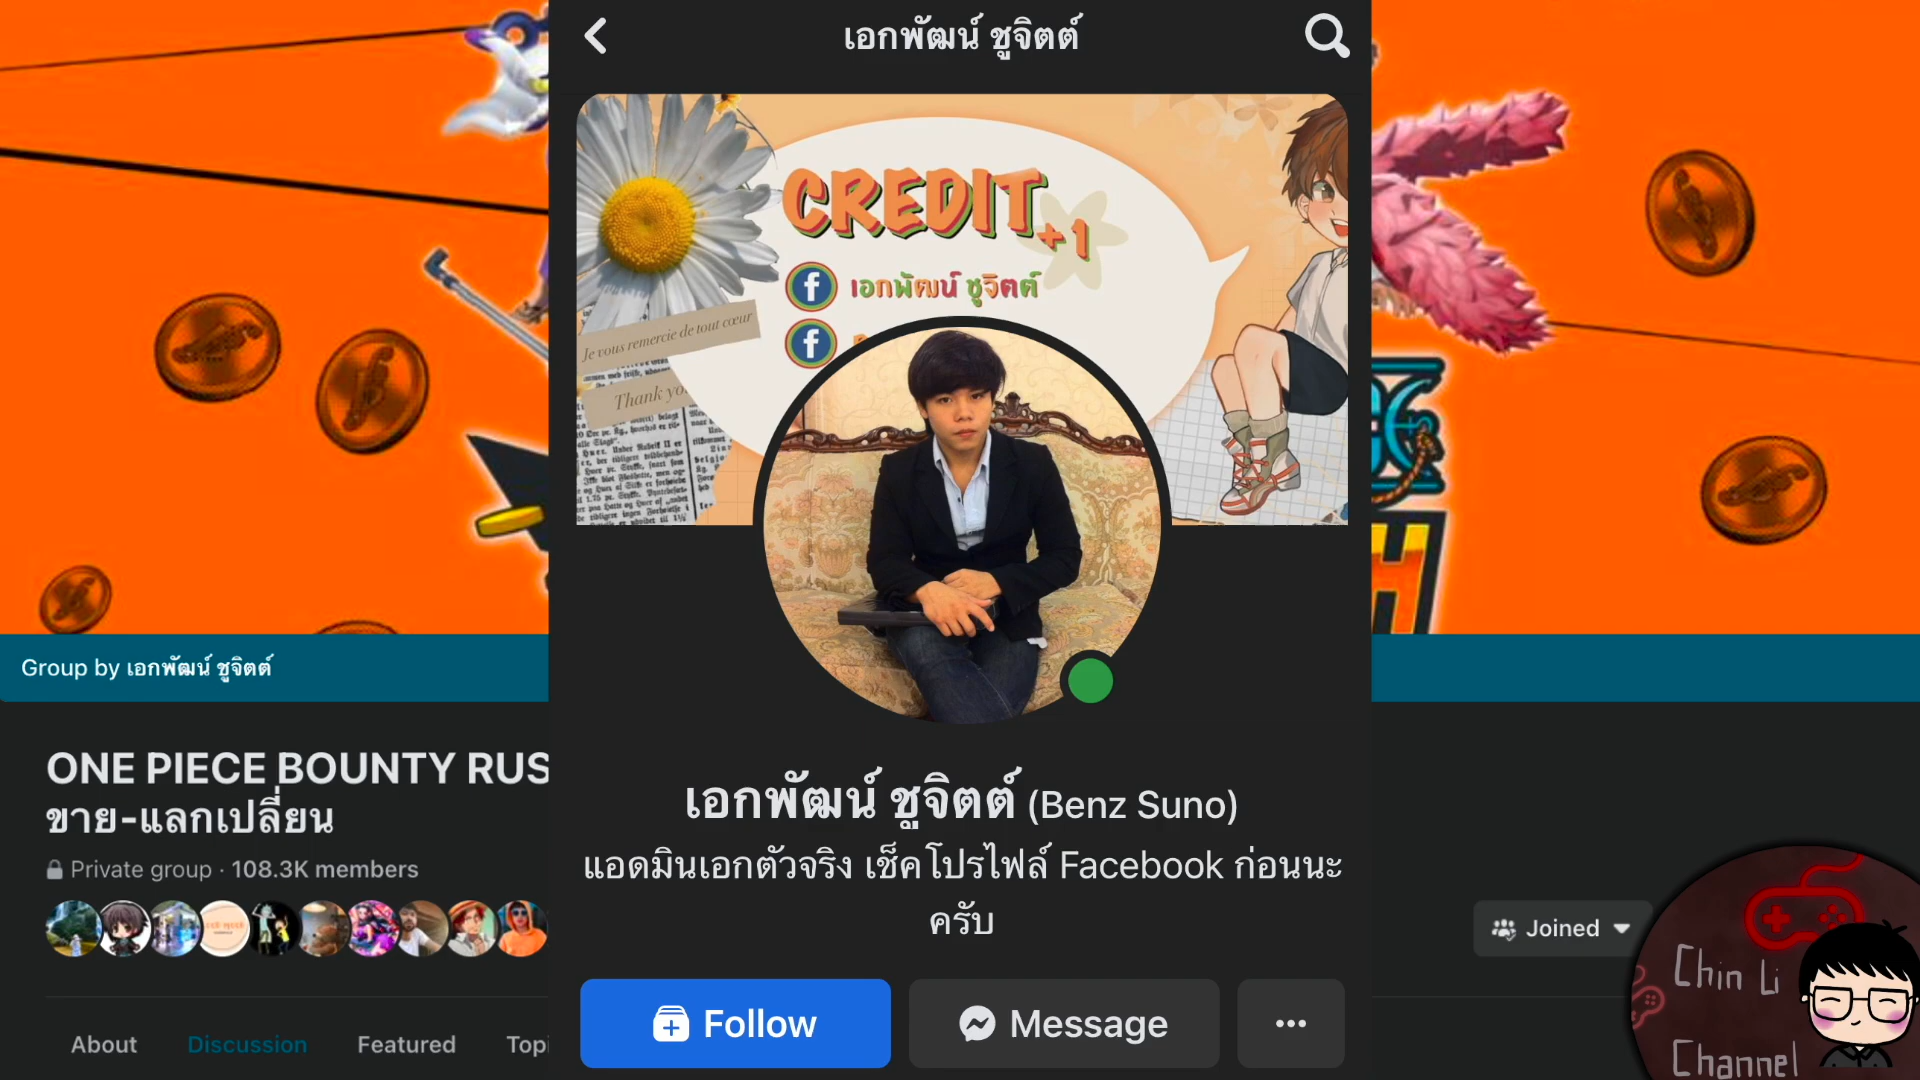 เอกพัฒน์ ชูจิตต์
CREDIT +1
เอกพัฒน์ ชูจิตต์
Je vous remercie de tout cœur
Thank yo
Group by เอกพัฒน์ ชูจิตต์
ONE PIECE BOUNTY RUS
ขาย-แลกเปลี่ยน
Private group · 108.3K members
About Discussion Featured Topi
เอกพัฒน์ ชูจิตต์ (Benz Suno)
แอดมินเอกตัวจริง เช็คโปรไฟล์ Facebook ก่อนนะ
ครับ
Follow
Message
Joined
Chin Li
Channel